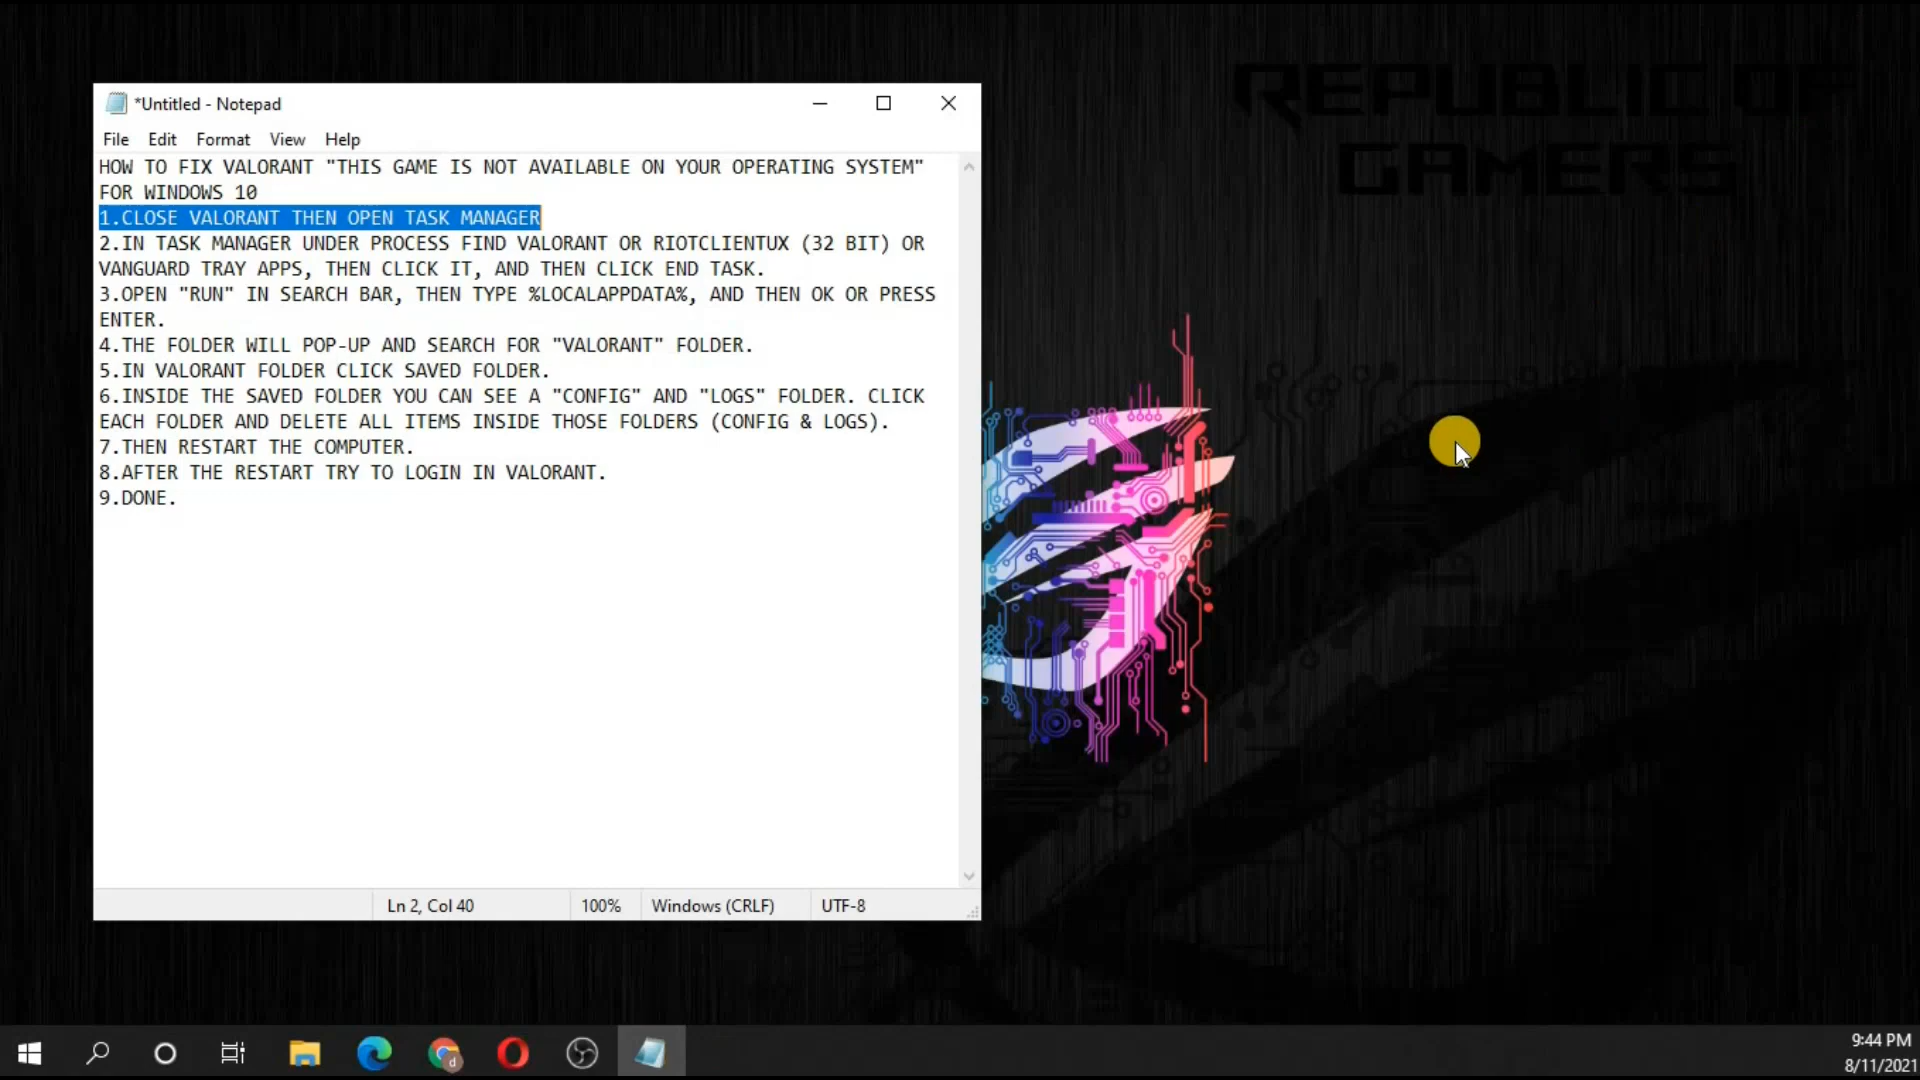 REPUBLIC OF
GAMERS
*Untitled - Notepad
File Edit Format View Help
HOW TO FIX VALORANT "THIS GAME IS NOT AVAILABLE ON YOUR OPERATING SYSTEM"
FOR WINDOWS 10
1.CLOSE VALORANT THEN OPEN TASK MANAGER
2.IN TASK MANAGER UNDER PROCESS FIND VALORANT OR RIOTCLIENTUX (32 BIT) OR
VANGUARD TRAY APPS, THEN CLICK IT, AND THEN CLICK END TASK.
3.OPEN "RUN" IN SEARCH BAR, THEN TYPE %LOCALAPPDATA%, AND THEN OK OR PRESS
ENTER.
4.THE FOLDER WILL POP-UP AND SEARCH FOR "VALORANT" FOLDER.
5.IN VALORANT FOLDER CLICK SAVED FOLDER.
6.INSIDE THE SAVED FOLDER YOU CAN SEE A "CONFIG" AND "LOGS" FOLDER. CLICK
EACH FOLDER AND DELETE ALL ITEMS INSIDE THOSE FOLDERS (CONFIG & LOGS).
7.THEN RESTART THE COMPUTER.
8.AFTER THE RESTART TRY TO LOGIN IN VALORANT.
9.DONE.
Ln 2, Col 40 100% Windows (CRLF) UTF-8
d
9:44 PM
8/11/2021